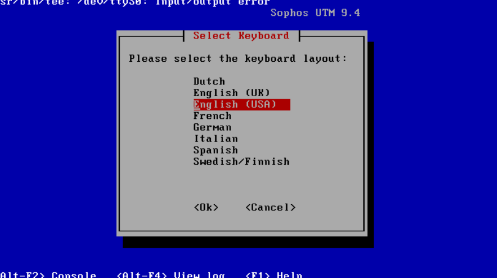 sr/bin/tee: /dev/ttyS0: Input/output error
Sophos UTM 9.4
Select Keyboard
Please select the keyboard layout:
Dutch
English (UK)
English (USA)
French
German
Italian
Spanish
Swedish/Finnish
<Ok> <Cancel>
Alt-F2> Console <Alt-F4> View log <F1> Help